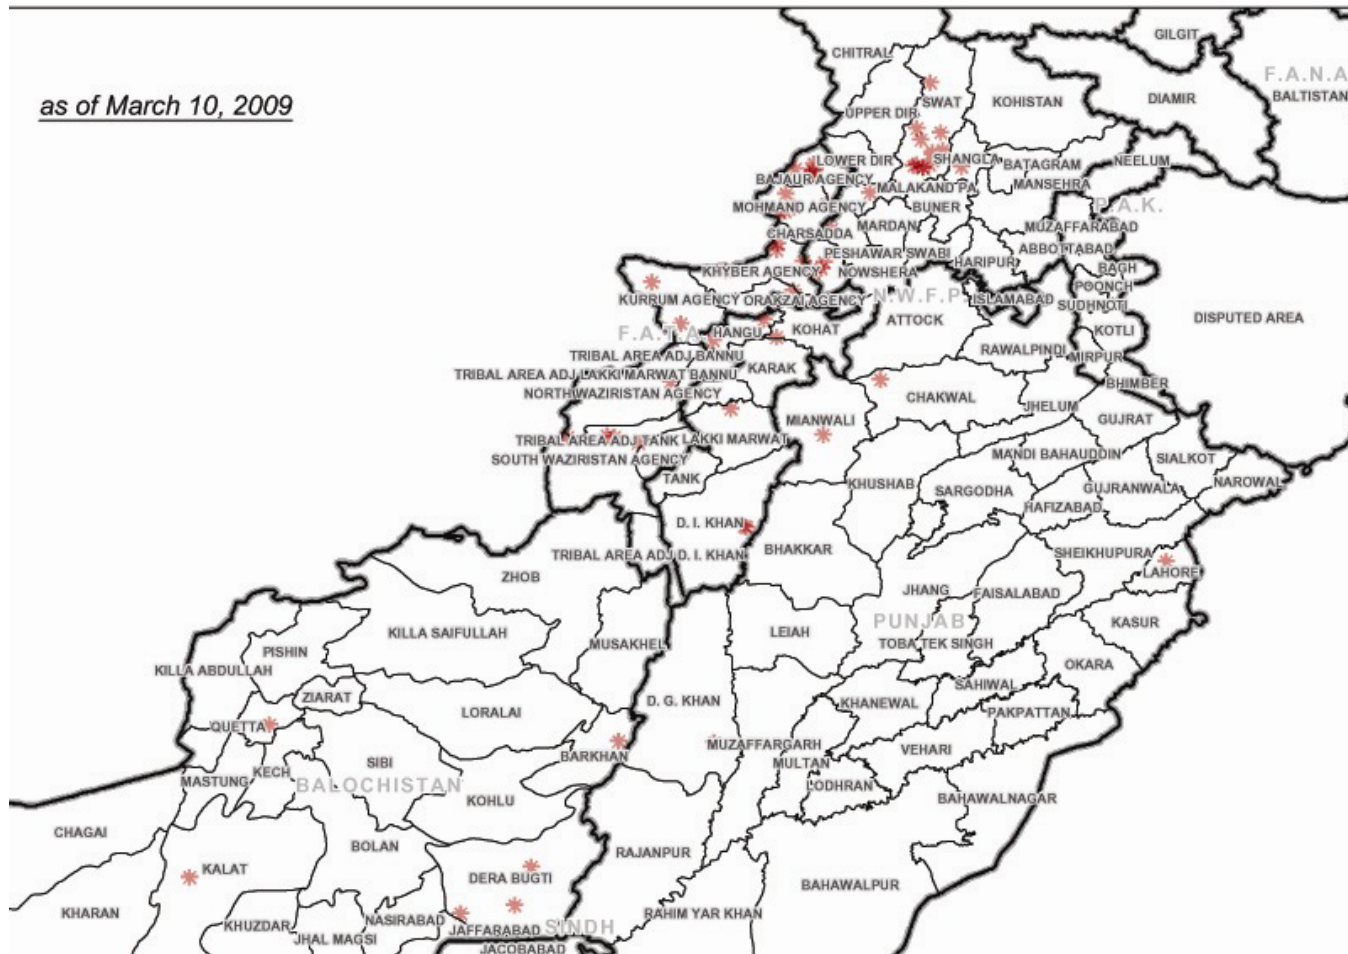 GILGIT
CHITRAL
F.A.N.A
BALTISTAN
DIAMIR
as of March 10, 2009
SWAT
KOHISTAN
UPPER DIR
LOWER DIR
SHANGLA
BATAGRAM
NEELUM
BAJAUR AGENCY
MALAKAND PA
MANSEHRA
MOHMAND AGENCY
BUNER
P.A.K.
CHARSADDA
MARDAN
MUZAFFARABAD
PESHAWAR
SWABI
HARIPUR
ABBOTTABAD
KHYBER AGENCY
NOWSHERA
BAGH
POONCH
KURRUM AGENCY
ORAKZAI AGENCY
N.W.F.P.
ISLAMABAD
SUDHNOTI
F.A.T.A
HANGU
KOHAT
ATTOCK
KOTLI
DISPUTED AREA
TRIBAL AREA ADJ BANNU
RAWALPINDI
MIRPUR
TRIBAL AREA ADJ LAKKI MARWAT
BANNU
KARAK
BHIMBER
NORTH WAZIRISTAN AGENCY
CHAKWAL
JHELUM
MIANWALI
GUJRAT
TRIBAL AREA ADJ TANK
LAKKI MARWAT
SOUTH WAZIRISTAN AGENCY
MANDI BAHAUDDIN
SIALKOT
TANK
KHUSHAB
SARGODHA
GUJRANWALA
NAROWAL
HAFIZABAD
D. I. KHAN
TRIBAL AREA ADJ D. I. KHAN
BHAKKAR
SHEIKHUPURA
LAHORE
ZHOB
JHANG
FAISALABAD
PUNJAB
KASUR
KILLA SAIFULLAH
MUSAKHEL
LEIAH
TOBA TEK SINGH
PISHIN
KILLA ABDULLAH
OKARA
ZIARAT
LORALAI
D. G. KHAN
KHANEWAL
SAHIWAL
PAKPATTAN
QUETTA
BARKHAN
MUZAFFARGARH
VEHARI
SIBI
MULTAN
MASTUNG
KECH
BALOCHISTAN
LODHRAN
KOHLU
BAHAWALNAGAR
CHAGAI
BOLAN
RAJANPUR
KALAT
DERA BUGTI
BAHAWALPUR
KHARAN
KHUZDAR
NASIRABAD
JAFFARABAD
SINDH
RAHIM YAR KHAN
JHAL MAGSI
JACOBABAD